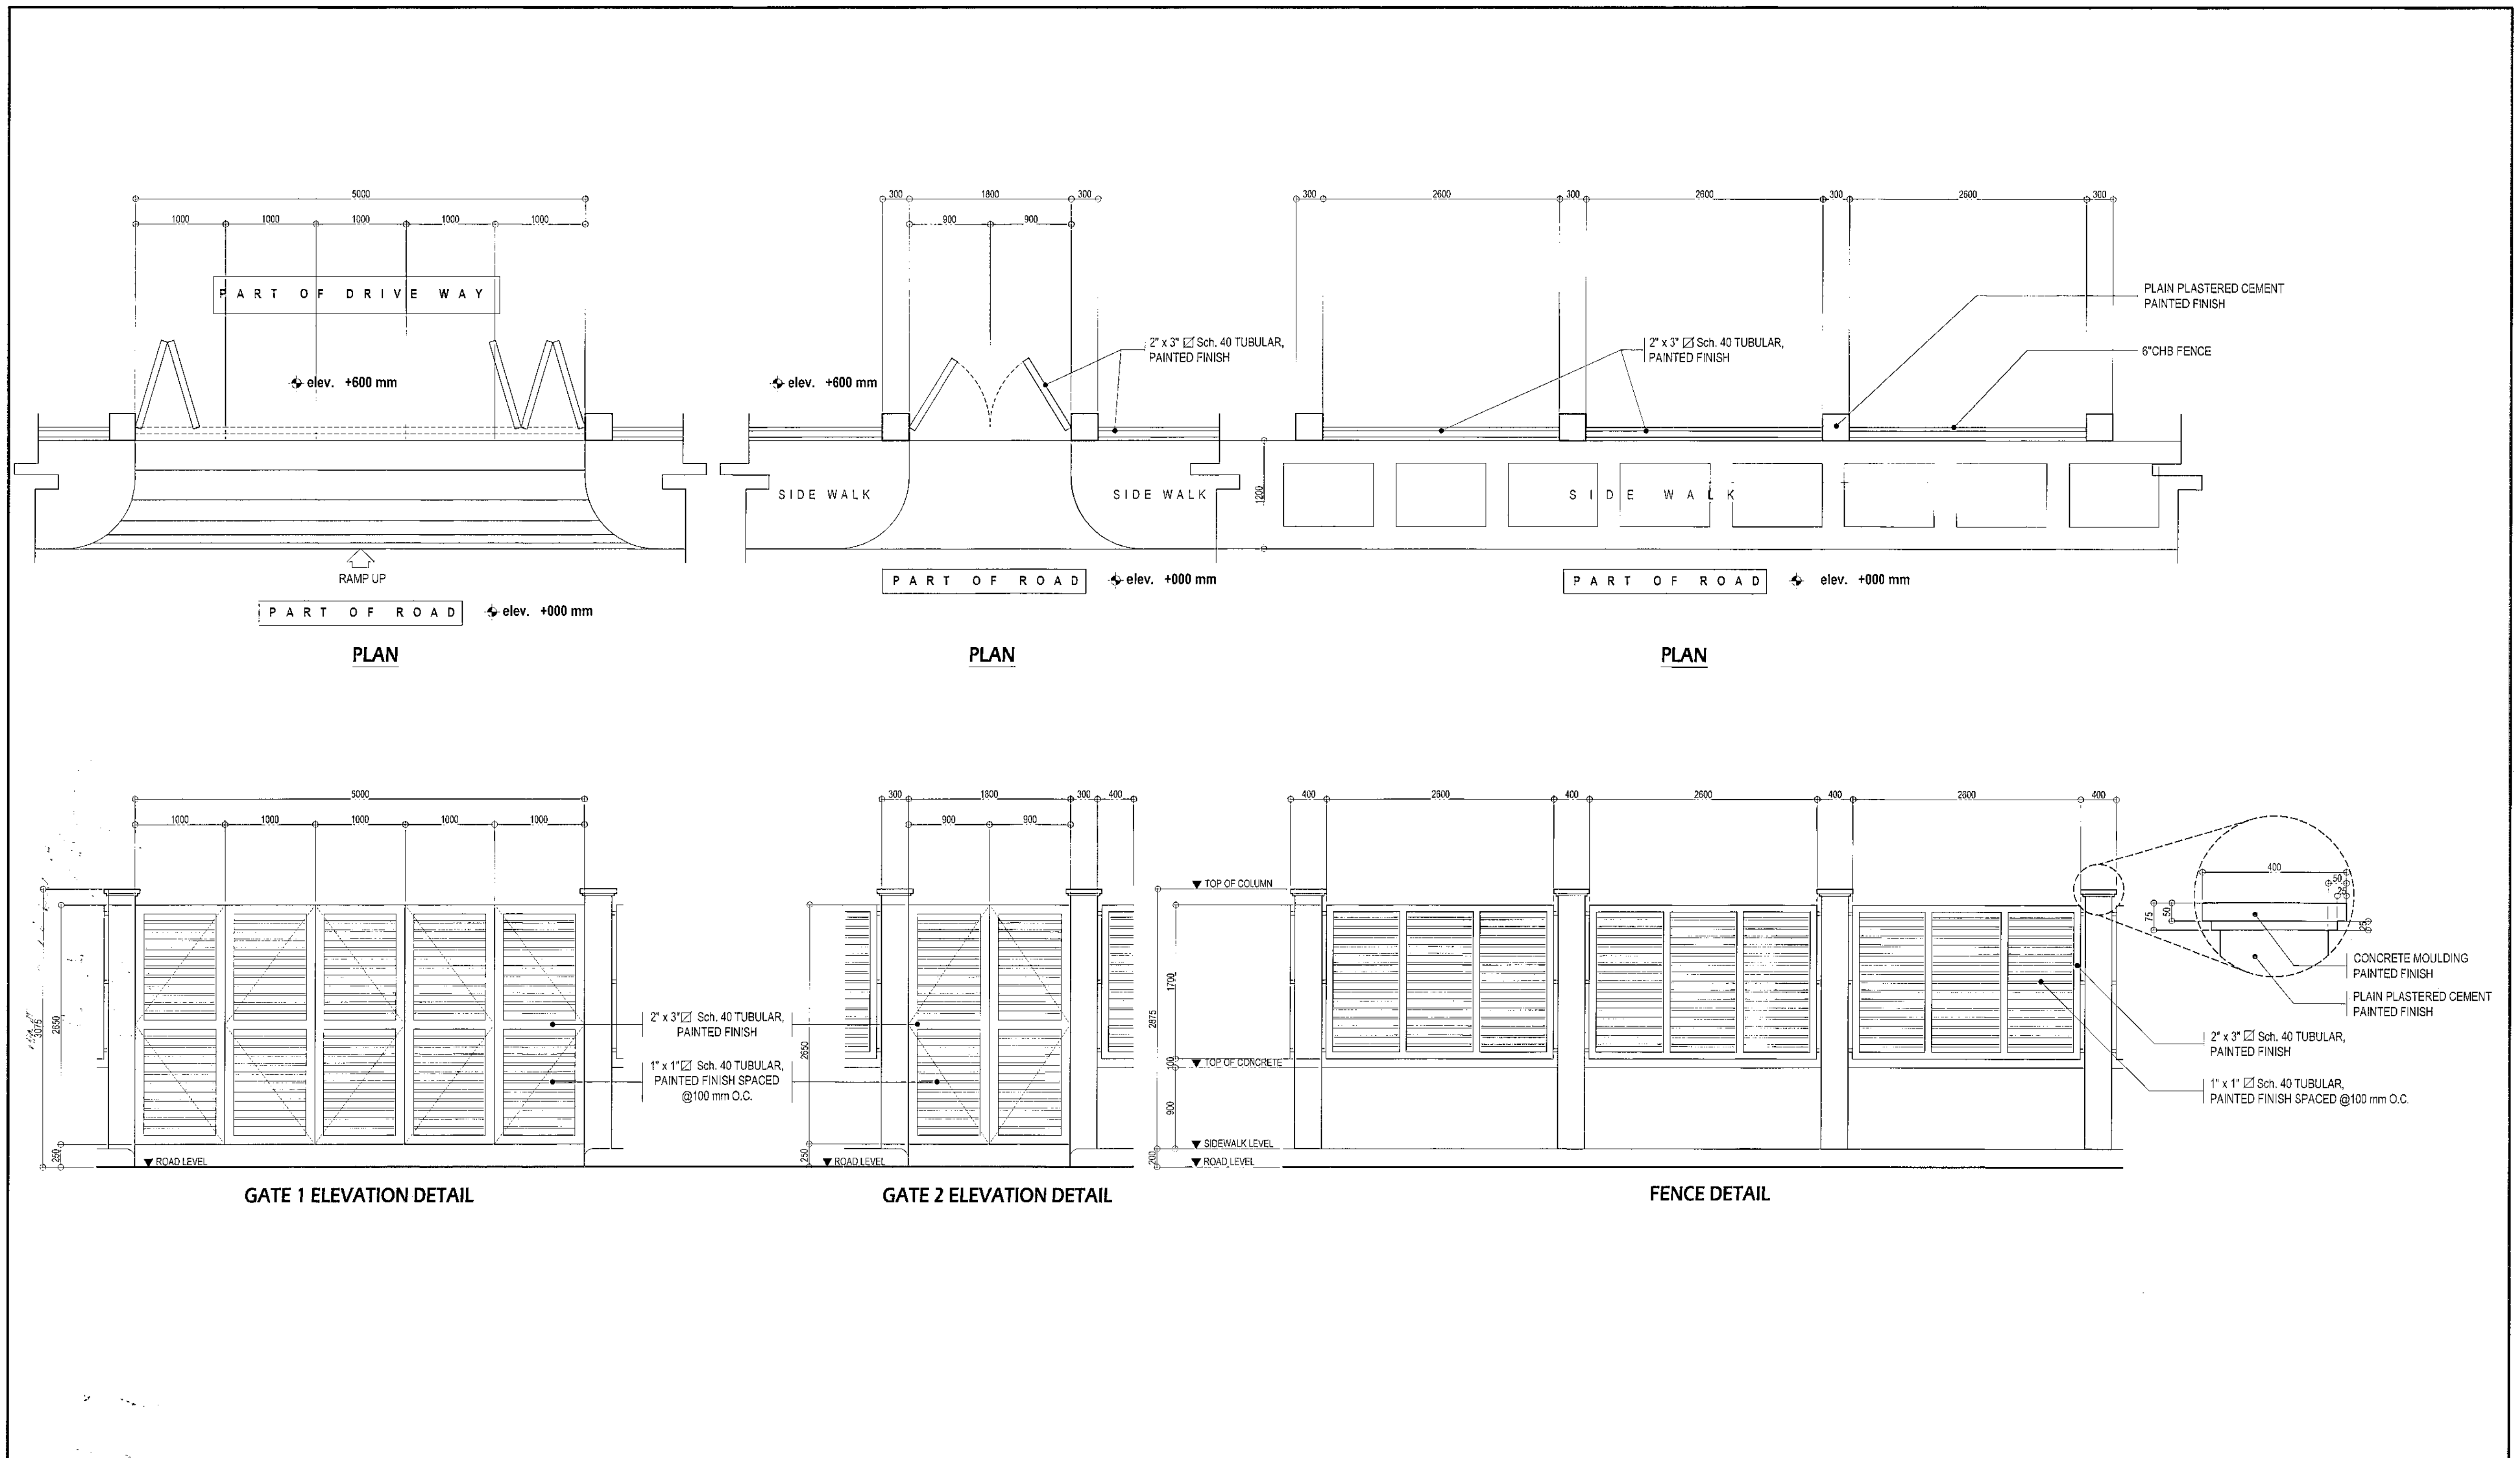 5000
1000 1000 1000 1000 1000
PART OF DRIVE WAY
elev. +600 mm
RAMP UP
PART OF ROAD
elev. +000 mm
PLAN
300 1800 300
900 900
2" x 3" Sch. 40 TUBULAR,
PAINTED FINISH
elev. +600 mm
SIDE WALK
SIDE WALK
PART OF ROAD
elev. +000 mm
PLAN
300 2600 300 2600 300 2600 300
PLAIN PLASTERED CEMENT
PAINTED FINISH
2" x 3" Sch. 40 TUBULAR,
PAINTED FINISH
6"CHB FENCE
1200
SIDE WALK
PART OF ROAD
elev. +000 mm
PLAN
5000
1000 1000 1000 1000 1000
3075
2650
250
ROAD LEVEL
2" x 3" Sch. 40 TUBULAR,
PAINTED FINISH
1" x 1" Sch. 40 TUBULAR,
PAINTED FINISH SPACED
@100 mm O.C.
GATE 1 ELEVATION DETAIL
300 1800 300 400
900 900
2650
250
ROAD LEVEL
GATE 2 ELEVATION DETAIL
400 2600 400 2600 400 2600 400
TOP OF COLUMN
1700
2875
100
TOP OF CONCRETE
900
SIDEWALK LEVEL
200
ROAD LEVEL
400
50
25
75
50
25
CONCRETE MOULDING
PAINTED FINISH
PLAIN PLASTERED CEMENT
PAINTED FINISH
2" x 3" Sch. 40 TUBULAR,
PAINTED FINISH
1" x 1" Sch. 40 TUBULAR,
PAINTED FINISH SPACED @100 mm O.C.
FENCE DETAIL